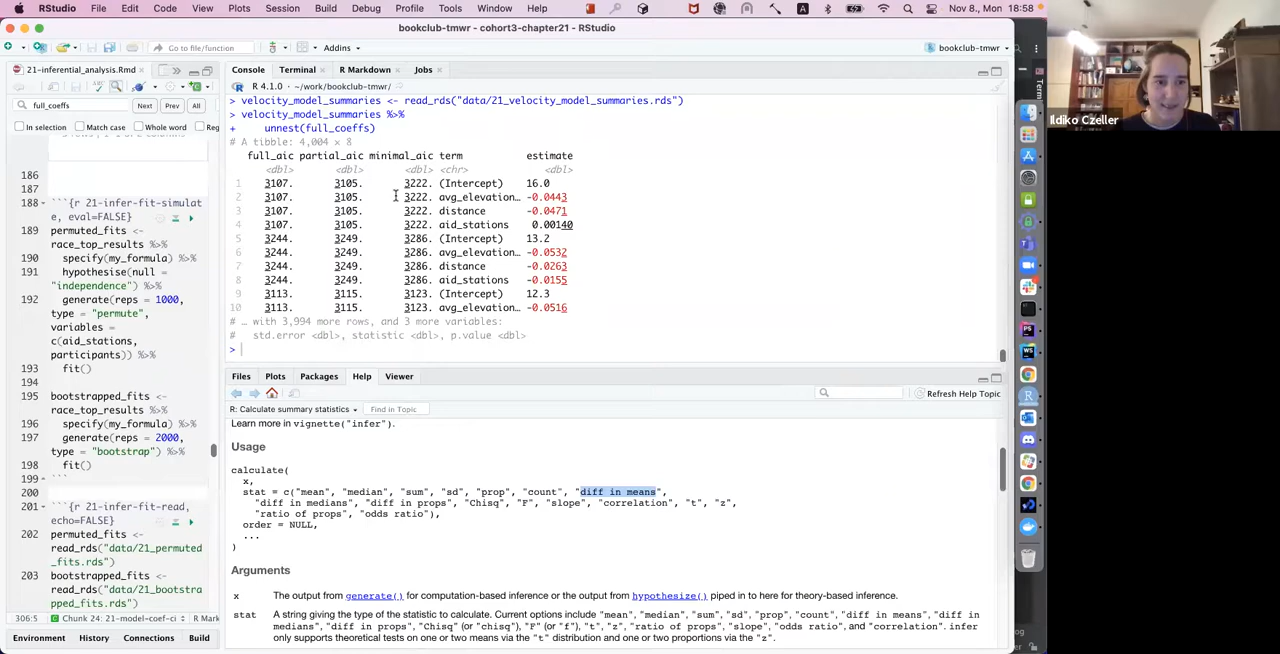 RStudio File Edit Code View Plots Session Build Debug Profile Tools Window Help Nov 8., Mon 18:58
bookclub-tmwr - cohort3-chapter21 - RStudio
Go to file/function Addins bookclub-tmwr
21-inferential_analysis.Rmd
full_coeffs Next Prev All
In selection Match case Whole word Reg
186
187
188 ```{r 21-infer-fit-simulat
e, eval=FALSE}
189 permuted_fits <-
race_top_results %>%
190 specify(my_formula) %>%
191 hypothesise(null =
"independence") %>%
192 generate(reps = 1000,
type = "permute",
variables =
c(aid_stations,
participants)) %>%
193 fit()
194
195 bootstrapped_fits <-
race_top_results %>%
196 specify(my_formula) %>%
197 generate(reps = 2000,
type = "bootstrap") %>%
198 fit()
199 ```
200
201 ```{r 21-infer-fit-read,
echo=FALSE}
202 permuted_fits <-
read_rds("data/21_permuted
_fits.rds")
203 bootstrapped_fits <-
read_rds("data/21_bootstra
pped_fits.rds")
306:5 Chunk 24: 21-model-coef-ci R Mark
Environment History Connections Build
Console Terminal R Markdown Jobs
R 4.1.0 · ~/work/bookclub-tmwr/
> velocity_model_summaries <- read_rds("data/21_velocity_model_summaries.rds")
> velocity_model_summaries %>%
+ unnest(full_coeffs)
# A tibble: 4,004 × 8
full_aic partial_aic minimal_aic term estimate
<dbl> <dbl> <dbl> <chr> <dbl>
1 3107. 3105. 3222. (Intercept) 16.0
2 3107. 3105. 3222. avg_elevation… -0.0443
3 3107. 3105. 3222. distance -0.0471
4 3107. 3105. 3222. aid_stations 0.00140
5 3244. 3249. 3286. (Intercept) 13.2
6 3244. 3249. 3286. avg_elevation… -0.0532
7 3244. 3249. 3286. distance -0.0263
8 3244. 3249. 3286. aid_stations -0.0155
9 3113. 3115. 3123. (Intercept) 12.3
10 3113. 3115. 3123. avg_elevation… -0.0516
# … with 3,994 more rows, and 3 more variables:
# std.error <dbl>, statistic <dbl>, p.value <dbl>
>
Files Plots Packages Help Viewer
Refresh Help Topic
R: Calculate summary statistics Find in Topic
Learn more in vignette("infer").
Usage
calculate(
x,
stat = c("mean", "median", "sum", "sd", "prop", "count", "diff in means",
"diff in medians", "diff in props", "Chisq", "F", "slope", "correlation", "t", "z",
"ratio of props", "odds ratio"),
order = NULL,
...
)
Arguments
x The output from generate() for computation-based inference or the output from hypothesize() piped in to here for theory-based inference.
stat A string giving the type of the statistic to calculate. Current options include "mean", "median", "sum", "sd", "prop", "count", "diff in means", "diff in
medians", "diff in props", "Chisq" (or "chisq"), "F" (or "f"), "t", "z", "ratio of props", "slope", "odds ratio", and "correlation". infer
only supports theoretical tests on one or two means via the "t" distribution and one or two proportions via the "z".
Ildiko Czeller